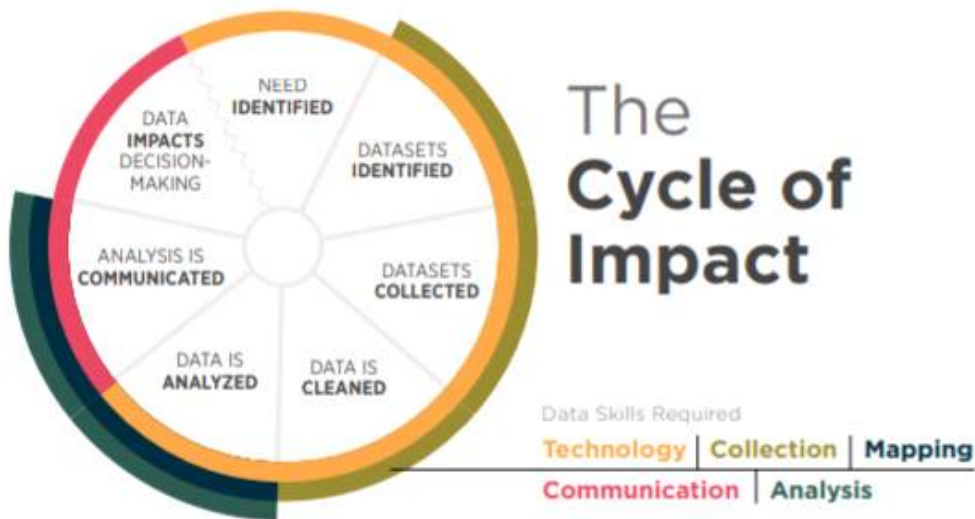 The
Cycle of
Impact
NEED
IDENTIFIED
DATASETS
IDENTIFIED
DATASETS
COLLECTED
DATA IS
CLEANED
DATA IS
ANALYZED
ANALYSIS IS
COMMUNICATED
DATA
IMPACTS
DECISION-
MAKING
Data Skills Required
Technology | Collection | Mapping
Communication | Analysis